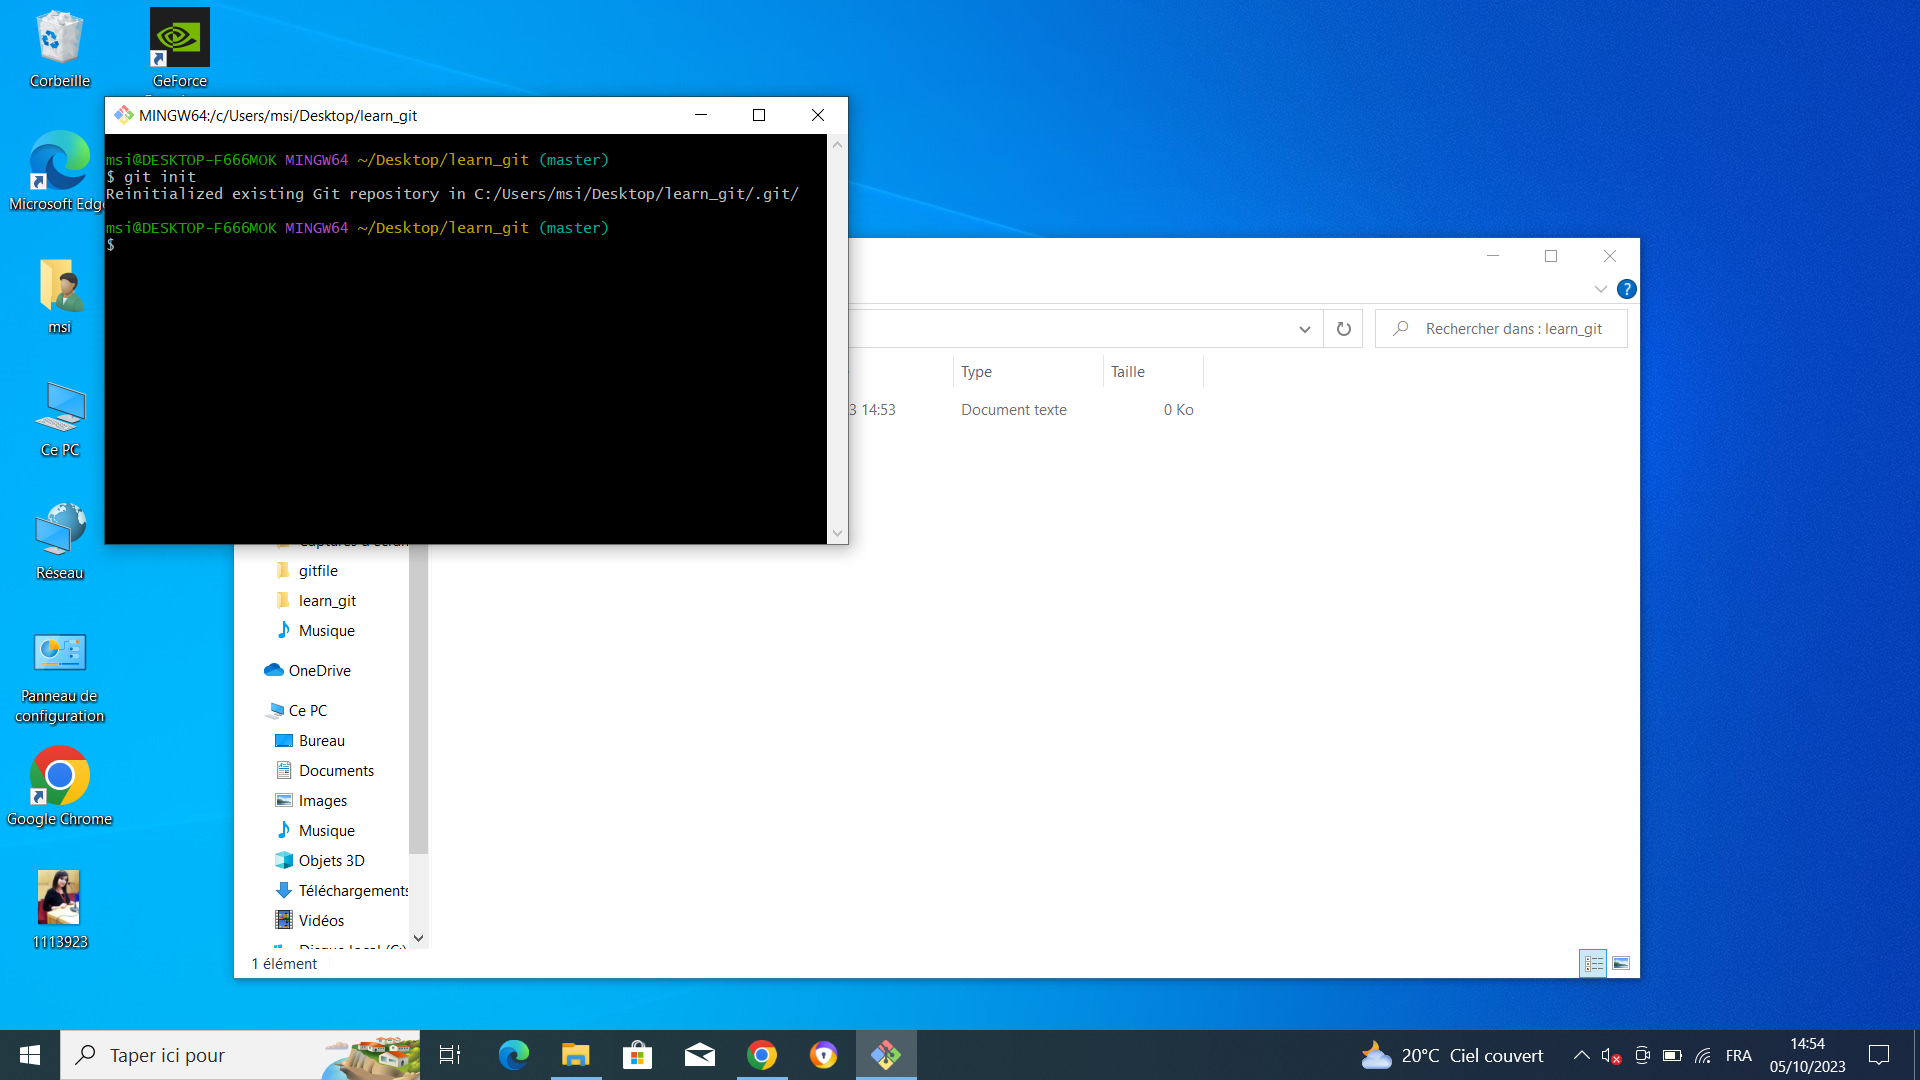 Corbeille
GeForce
Microsoft Edg
msi
Ce PC
Réseau
Panneau de
configuration
Google Chrome
1113923
MINGW64:/c/Users/msi/Desktop/learn_git
msi@DESKTOP-F666MOK MINGW64 ~/Desktop/learn_git (master)
$ git init
Reinitialized existing Git repository in C:/Users/msi/Desktop/learn_git/.git/
msi@DESKTOP-F666MOK MINGW64 ~/Desktop/learn_git (master)
$
?
Rechercher dans : learn_git
Type
Taille
3 14:53
Document texte
0 Ko
gitfile
learn_git
Musique
OneDrive
Ce PC
Bureau
Documents
Images
Musique
Objets 3D
Téléchargements
Vidéos
Disque local (C:)
1 élément
Taper ici pour
20°C Ciel couvert
FRA
14:54
05/10/2023